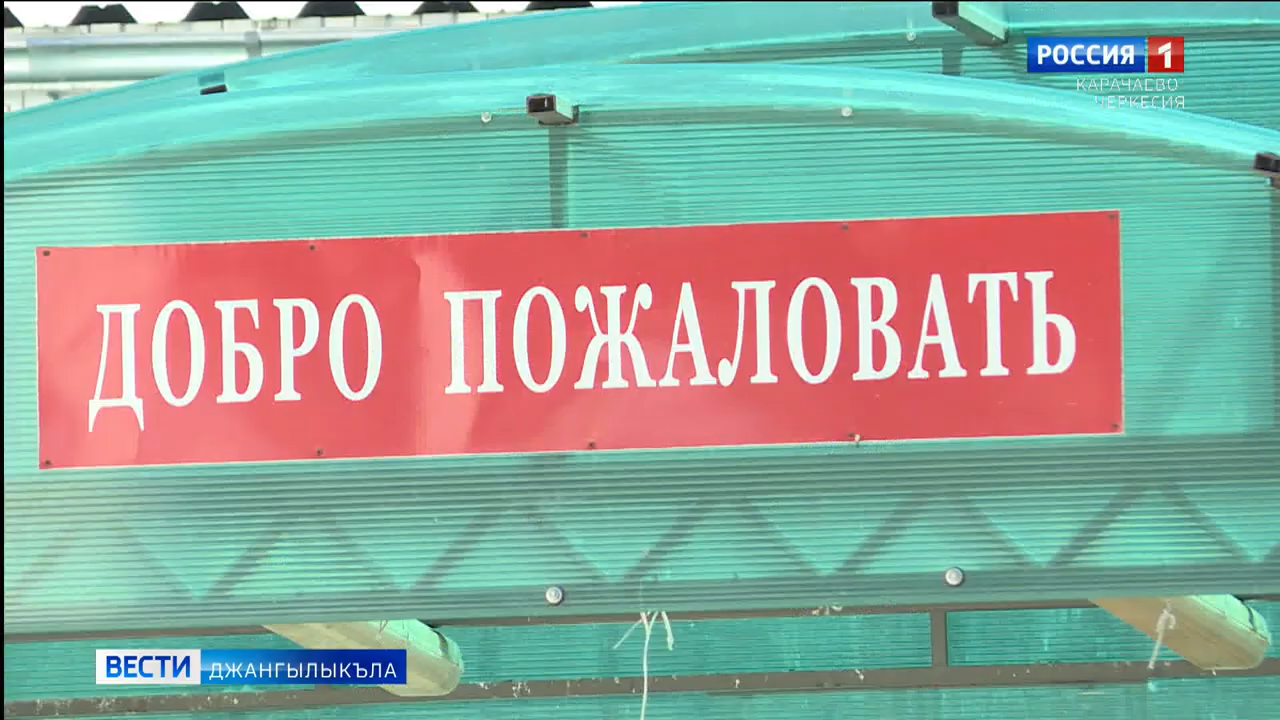 РОССИЯ 1
КАРАЧАЕВО
ЧЕРКЕСИЯ
ДОБРО ПОЖАЛОВАТЬ
ВЕСТИ ДЖАНГЫЛЫКЪЛА